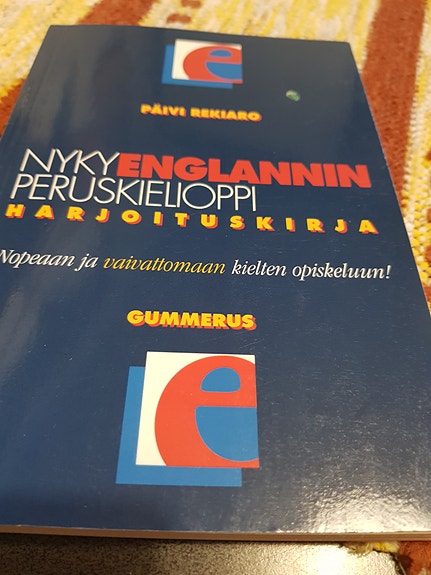 e
PÄIVI REKIARO
NYKYENGLANNIN
PERUSKIELIOPPI
HARJOITUSKIRJA
Nopeaan ja vaivattomaan kielten opiskeluun!
GUMMERUS
e